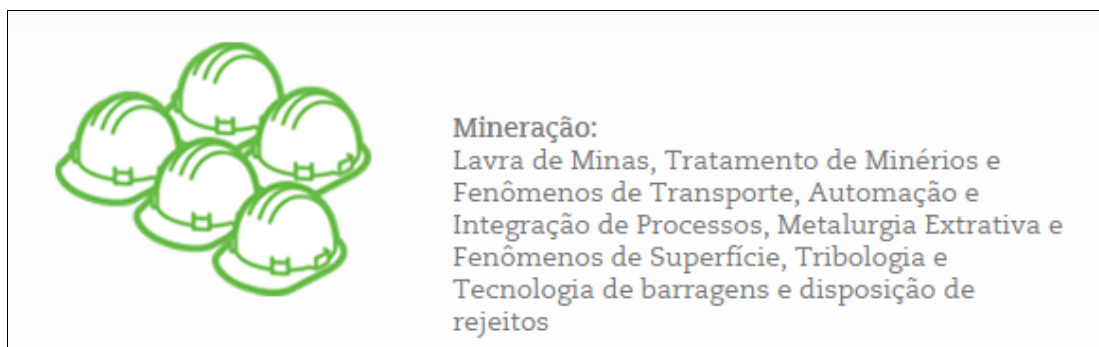 Mineração:
Lavra de Minas, Tratamento de Minérios e
Fenômenos de Transporte, Automação e
Integração de Processos, Metalurgia Extrativa e
Fenômenos de Superfície, Tribologia e
Tecnologia de barragens e disposição de
rejeitos